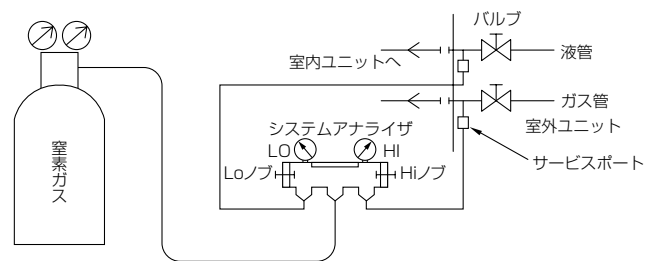 バルブ
液管
室内ユニットへ
ガス管
システムアナライザ
室外ユニット
LO
HI
サービスポート
Loノブ
Hiノブ
窒素ガス